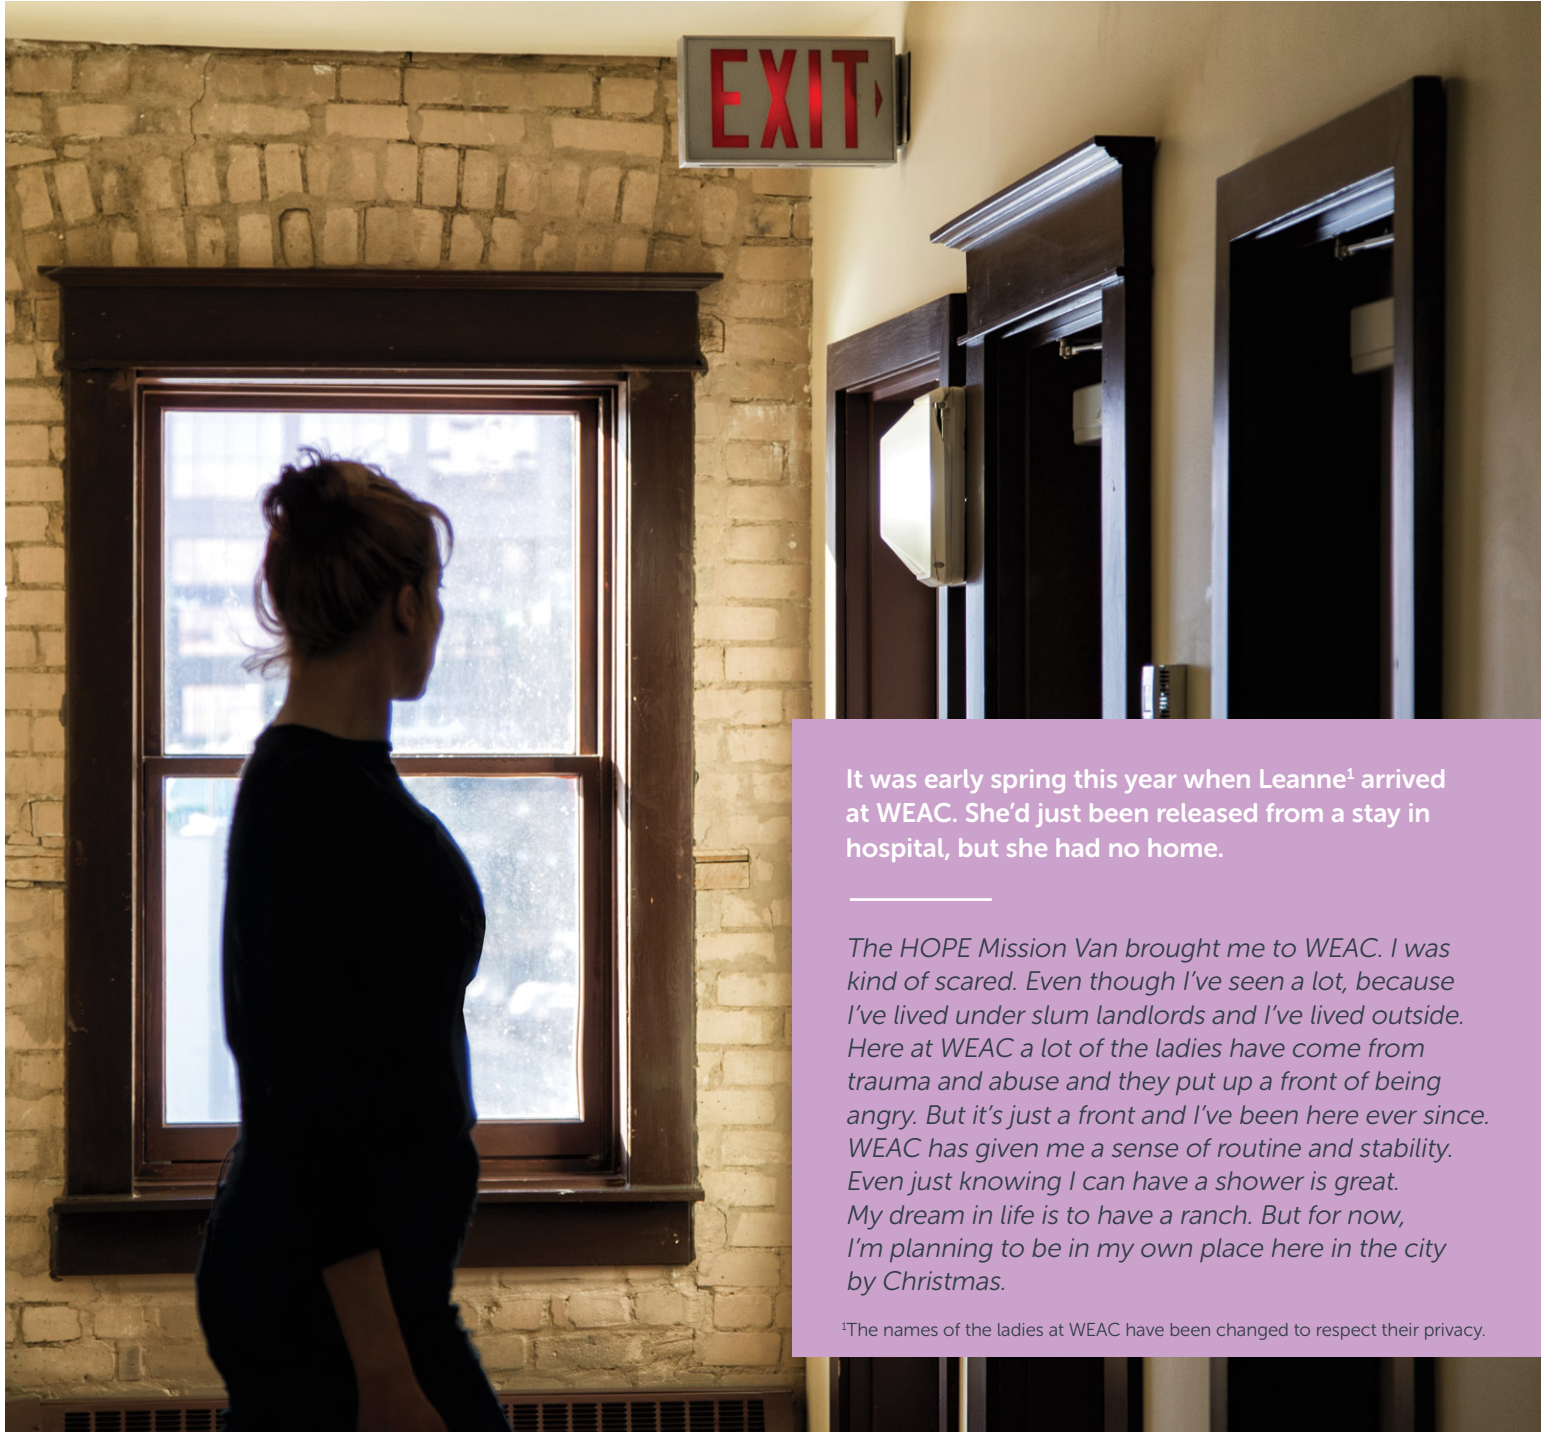 EXIT
It was early spring this year when Leanne¹ arrived
at WEAC. She’d just been released from a stay in
hospital, but she had no home.
The HOPE Mission Van brought me to WEAC. I was
kind of scared. Even though I’ve seen a lot, because
I’ve lived under slum landlords and I’ve lived outside.
Here at WEAC a lot of the ladies have come from
trauma and abuse and they put up a front of being
angry. But it’s just a front and I’ve been here ever since.
WEAC has given me a sense of routine and stability.
Even just knowing I can have a shower is great.
My dream in life is to have a ranch. But for now,
I’m planning to be in my own place here in the city
by Christmas.
¹The names of the ladies at WEAC have been changed to respect their privacy.